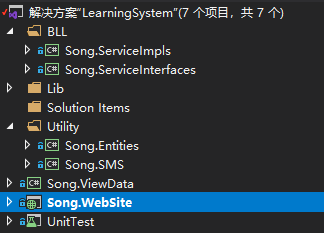 解决方案"LearningSystem"(7 个项目，共 7 个)
BLL
C# Song.ServiceImpls
C# Song.ServiceInterfaces
Lib
Solution Items
Utility
C# Song.Entities
C# Song.SMS
C# Song.ViewData
Song.WebSite
UnitTest